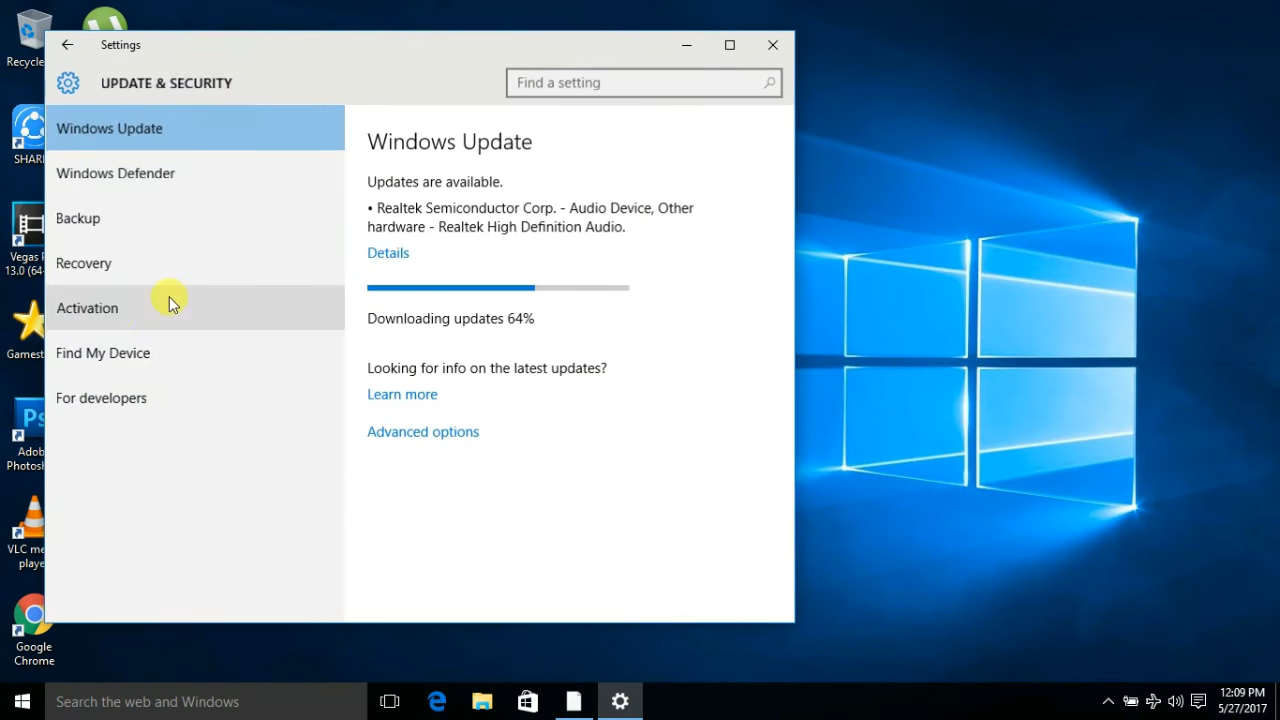 Recycle
Settings
UPDATE & SECURITY
Find a setting
Windows Update
Windows Defender
Backup
Recovery
Activation
Find My Device
For developers
Windows Update
Updates are available.
• Realtek Semiconductor Corp. - Audio Device, Other
hardware - Realtek High Definition Audio.
Details
Downloading updates 64%
Looking for info on the latest updates?
Learn more
Advanced options
SHARE
Vegas P
13.0 (64-
Gamest
Ps
Adob
Photosh
VLC me
playe
Google
Chrome
Search the web and Windows
12:09 PM
5/27/2017